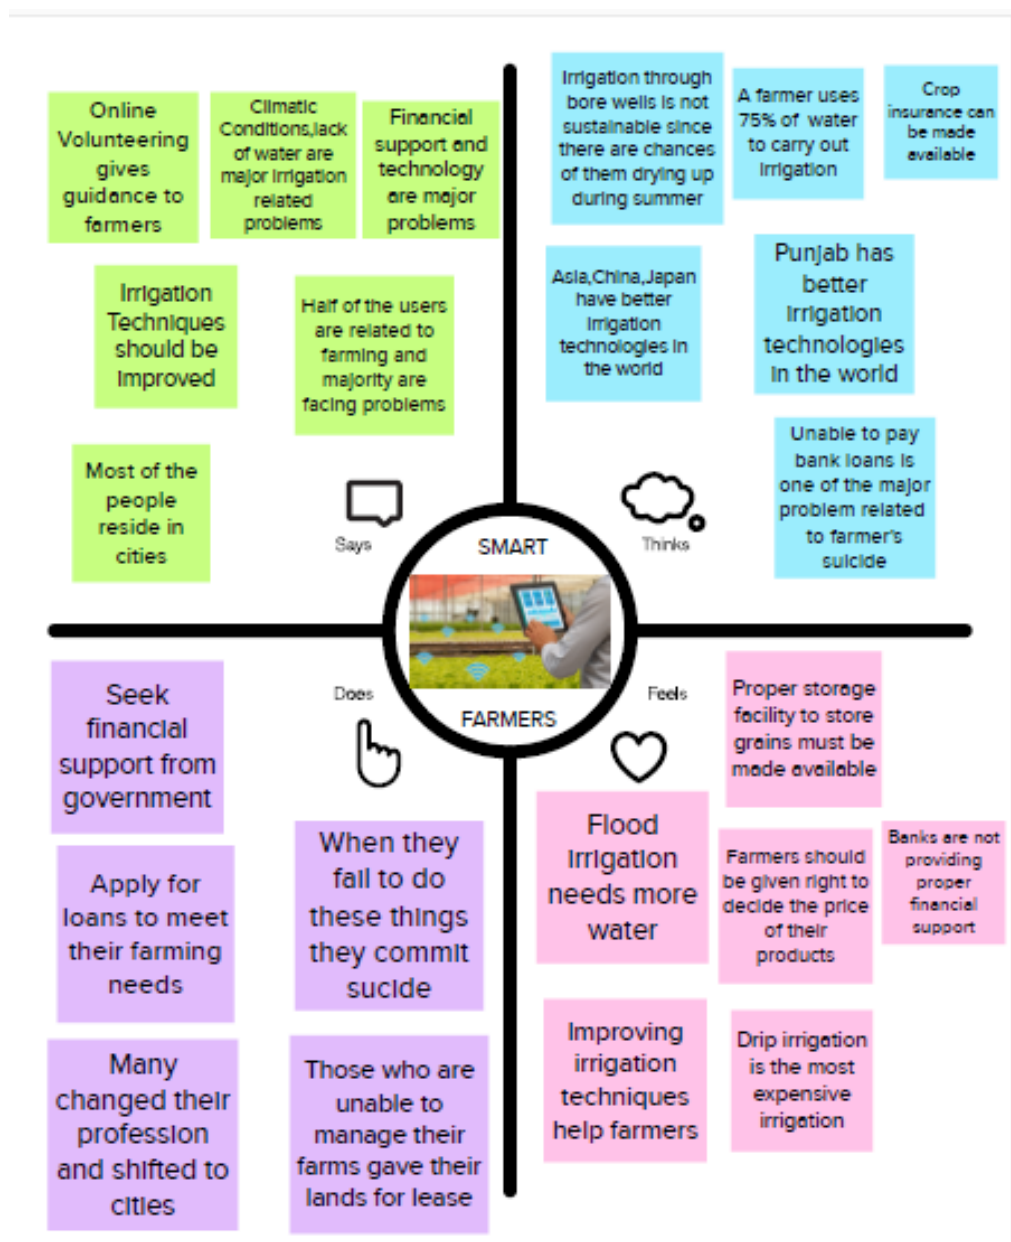 Online
Volunteering
gives
guidance to
farmers
Climatic
Conditions,lack
of water are
major irrigation
related
problems
Financial
support and
technology
are major
problems
Irrigation
Techniques
should be
improved
Half of the users
are related to
farming and
majority are
facing problems
Most of the
people
reside in
cities
Says
Irrigation through
bore wells is not
sustainable since
there are chances
of them drying up
during summer
A farmer uses
75% of water
to carry out
irrigation
Crop
insurance can
be made
available
Asia,China,Japan
have better
irrigation
technologies in
the world
Punjab has
better
irrigation
technologies
in the world
Unable to pay
bank loans is
one of the major
problem related
to farmer's
suicide
Thinks
SMART
FARMERS
Does
Seek
financial
support from
government
Apply for
loans to meet
their farming
needs
When they
fail to do
these things
they commit
sucide
Many
changed their
profession
and shifted to
cities
Those who are
unable to
manage their
farms gave their
lands for lease
Feels
Proper storage
facility to store
grains must be
made available
Flood
irrigation
needs more
water
Farmers should
be given right to
decide the price
of their
products
Banks are not
providing
proper
financial
support
Improving
irrigation
techniques
help farmers
Drip irrigation
is the most
expensive
irrigation